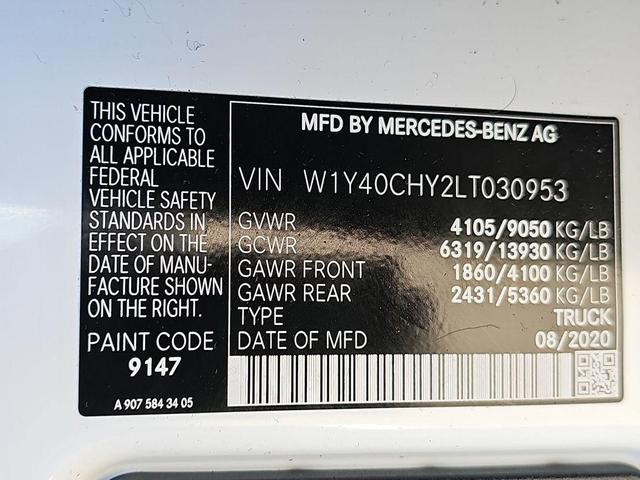 THIS VEHICLE
CONFORMS TO
ALL APPLICABLE
FEDERAL
VEHICLE SAFETY
STANDARDS IN
EFFECT ON THE
DATE OF MANU-
FACTURE SHOWN
ON THE RIGHT.
PAINT CODE
9147
A 907 584 34 05
MFD BY MERCEDES-BENZ AG
VIN W1Y40CHY2LT030953
GVWR 4105/9050 KG/LB
GCWR 6319/13930 KG/LB
GAWR FRONT 1860/4100 KG/LB
GAWR REAR 2431/5360 KG/LB
TYPE TRUCK
DATE OF MFD 08/2020